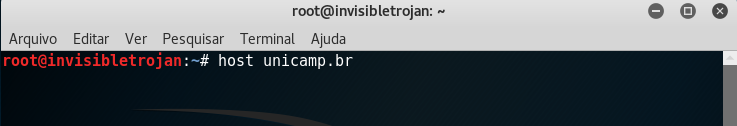 root@invisibletrojan: ~
Arquivo Editar Ver Pesquisar Terminal Ajuda
root@invisibletrojan:~# host unicamp.br